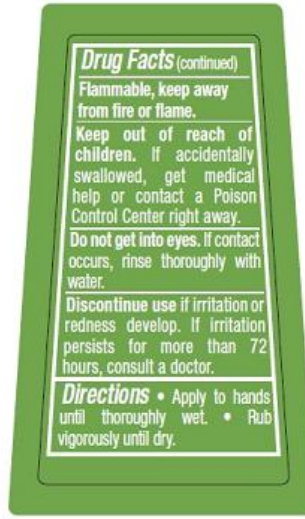 Drug Facts (continued)
Flammable, keep away
from fire or flame.
Keep out of reach of
children. If accidentally
swallowed, get medical
help or contact a Poison
Control Center right away.
Do not get into eyes. If contact
occurs, rinse thoroughly with
water.
Discontinue use if irritation or
redness develop. If irritation
persists for more than 72
hours, consult a doctor.
Directions • Apply to hands
until thoroughly wet. • Rub
vigorously until dry.